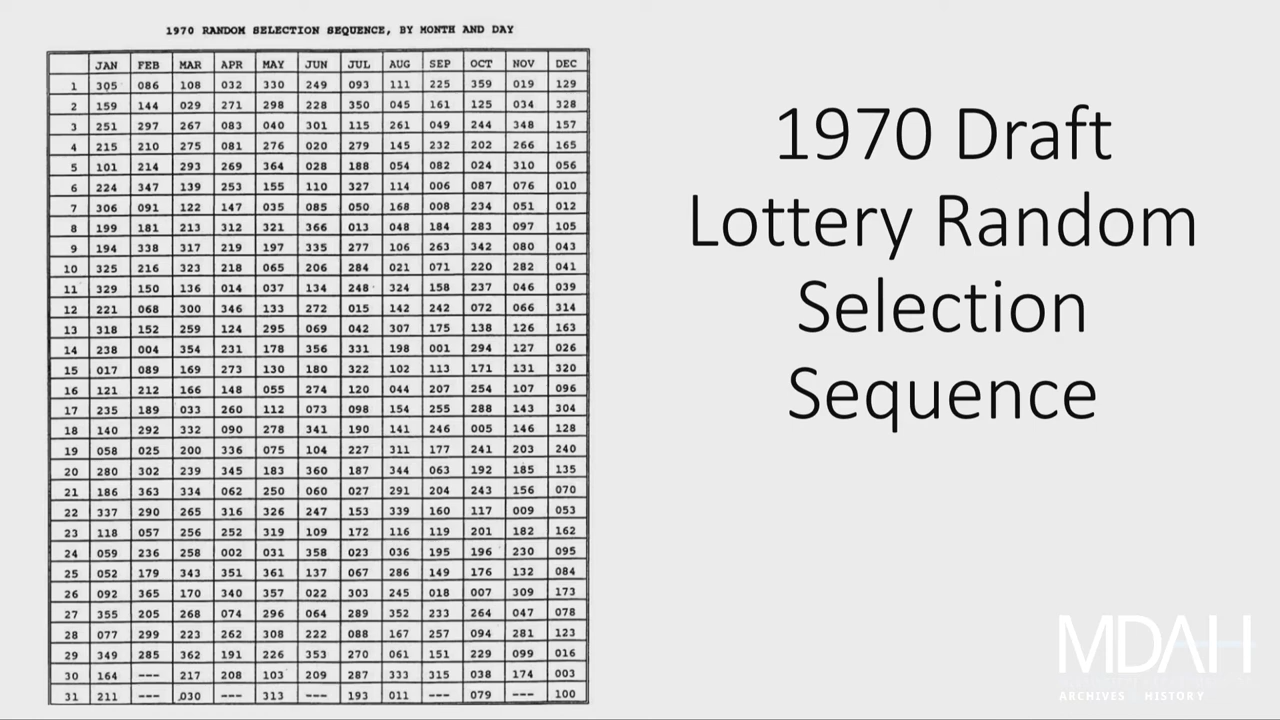 1970 RANDOM SELECTION SEQUENCE, BY MONTH AND DAY
JAN FEB MAR APR MAY JUN JUL AUG SEP OCT NOV DEC
1 305 086 108 032 330 249 093 111 225 359 019 129
2 159 144 029 271 298 228 350 045 161 125 034 328
3 251 297 267 083 040 301 115 261 049 244 348 157
4 215 210 275 081 276 020 279 145 232 202 266 165
5 101 214 293 269 364 028 188 054 082 024 310 056
6 224 347 139 253 155 110 327 114 006 087 076 010
7 306 091 122 147 035 085 050 168 008 234 051 012
8 199 181 213 312 321 366 013 048 184 283 097 105
9 194 338 317 219 197 335 277 106 263 342 080 043
10 325 216 323 218 065 206 284 021 071 220 282 041
11 329 150 136 014 037 134 248 324 158 237 046 039
12 221 068 300 346 133 272 015 142 242 072 066 314
13 318 152 259 124 295 069 042 307 175 138 126 163
14 238 004 354 231 178 356 331 198 001 294 127 026
15 017 089 169 273 130 180 322 102 113 171 131 320
16 121 212 166 148 055 274 120 044 207 254 107 096
17 235 189 033 260 112 073 098 154 255 288 143 304
18 140 292 332 090 278 341 190 141 246 005 146 128
19 058 025 200 336 075 104 227 311 177 241 203 240
20 280 302 239 345 183 360 187 344 063 192 185 135
21 186 363 334 062 250 060 027 291 204 243 156 070
22 337 290 265 316 326 247 153 339 160 117 009 053
23 118 057 256 252 319 109 172 116 119 201 182 162
24 059 236 258 002 031 358 023 036 195 196 230 095
25 052 179 343 351 361 137 067 286 149 176 132 084
26 092 365 170 340 357 022 303 245 018 007 309 173
27 355 205 268 074 296 064 289 352 233 264 047 078
28 077 299 223 262 308 222 088 167 257 094 281 123
29 349 285 362 191 226 353 270 061 151 229 099 016
30 164 --- 217 208 103 209 287 333 315 038 174 003
31 211 --- 030 --- 313 --- 193 011 --- 079 --- 100
1970 Draft
Lottery Random
Selection
Sequence
MDAH
ARCHIVES HISTORY